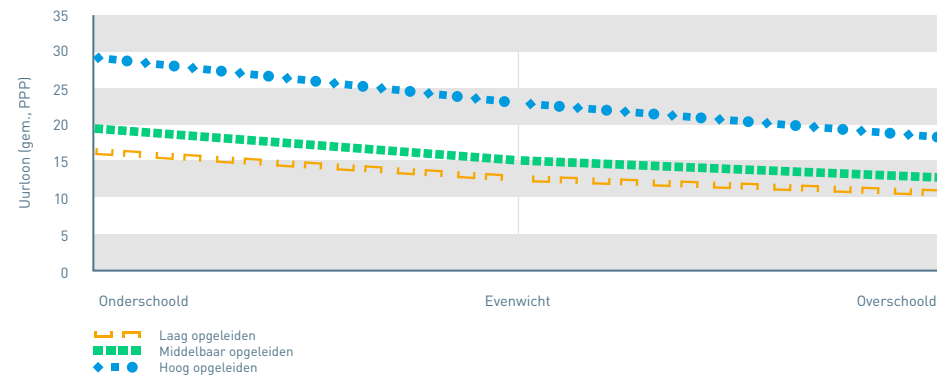 35
30
25
20
15
10
5
0
Uurloon (gem., PPP)
Onderschoold
Evenwicht
Overschoold
Laag opgeleiden
Middelbaar opgeleiden
Hoog opgeleiden